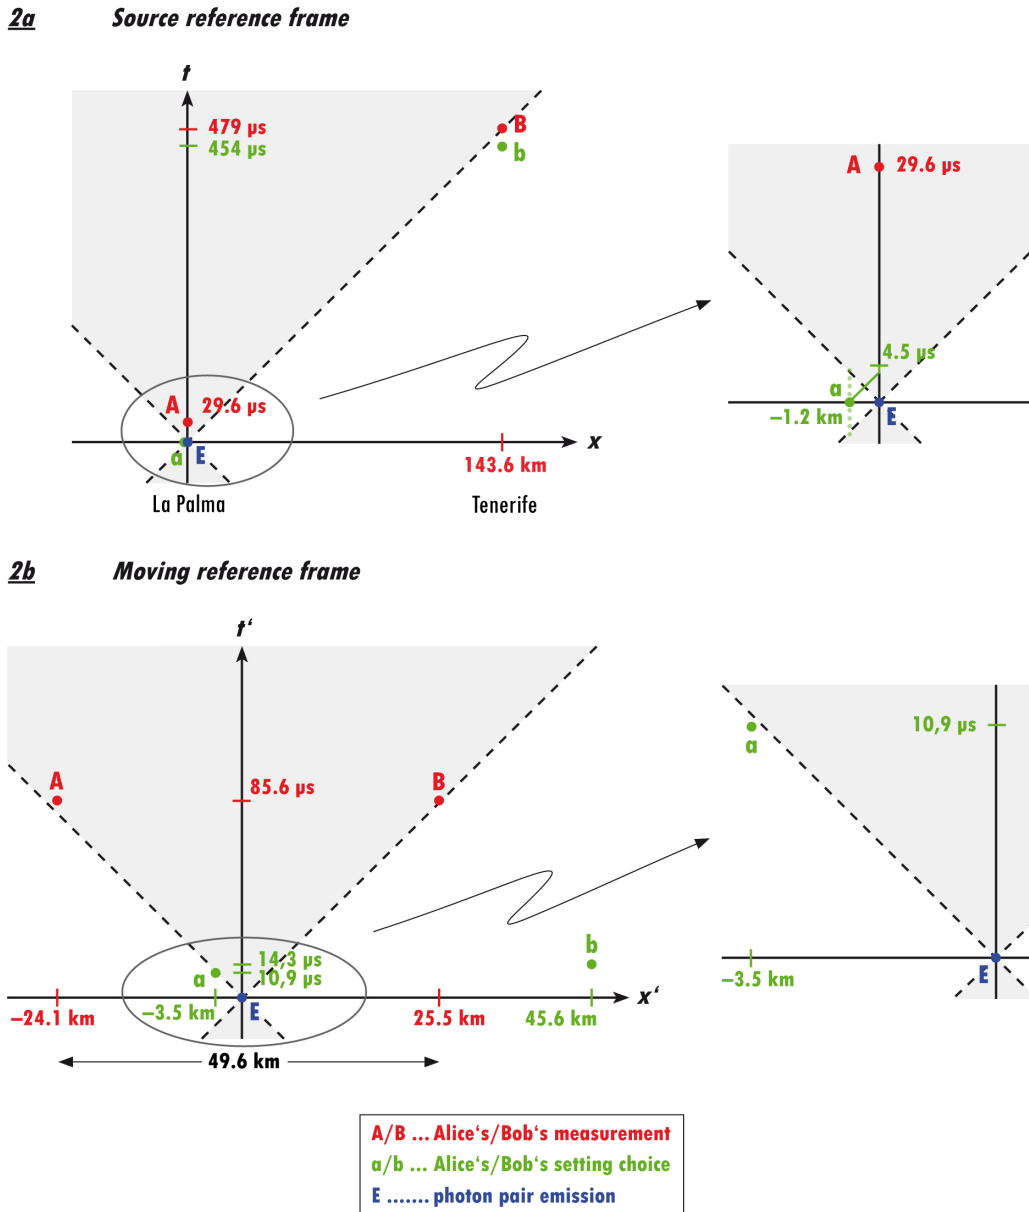 2a Source reference frame
t
479 µs
454 µs
B
b
A
29.6 µs
a
E
x
143.6 km
La Palma
Tenerife
A
29.6 µs
4.5 µs
a
–1.2 km
E
2b Moving reference frame
t‘
A
85.6 µs
B
b
14,3 µs
a
10,9 µs
E
x‘
–24.1 km
–3.5 km
25.5 km
45.6 km
49.6 km
10,9 µs
a
–3.5 km
E
A/B ... Alice‘s/Bob‘s measurement
a/b ... Alice‘s/Bob‘s setting choice
E ....... photon pair emission